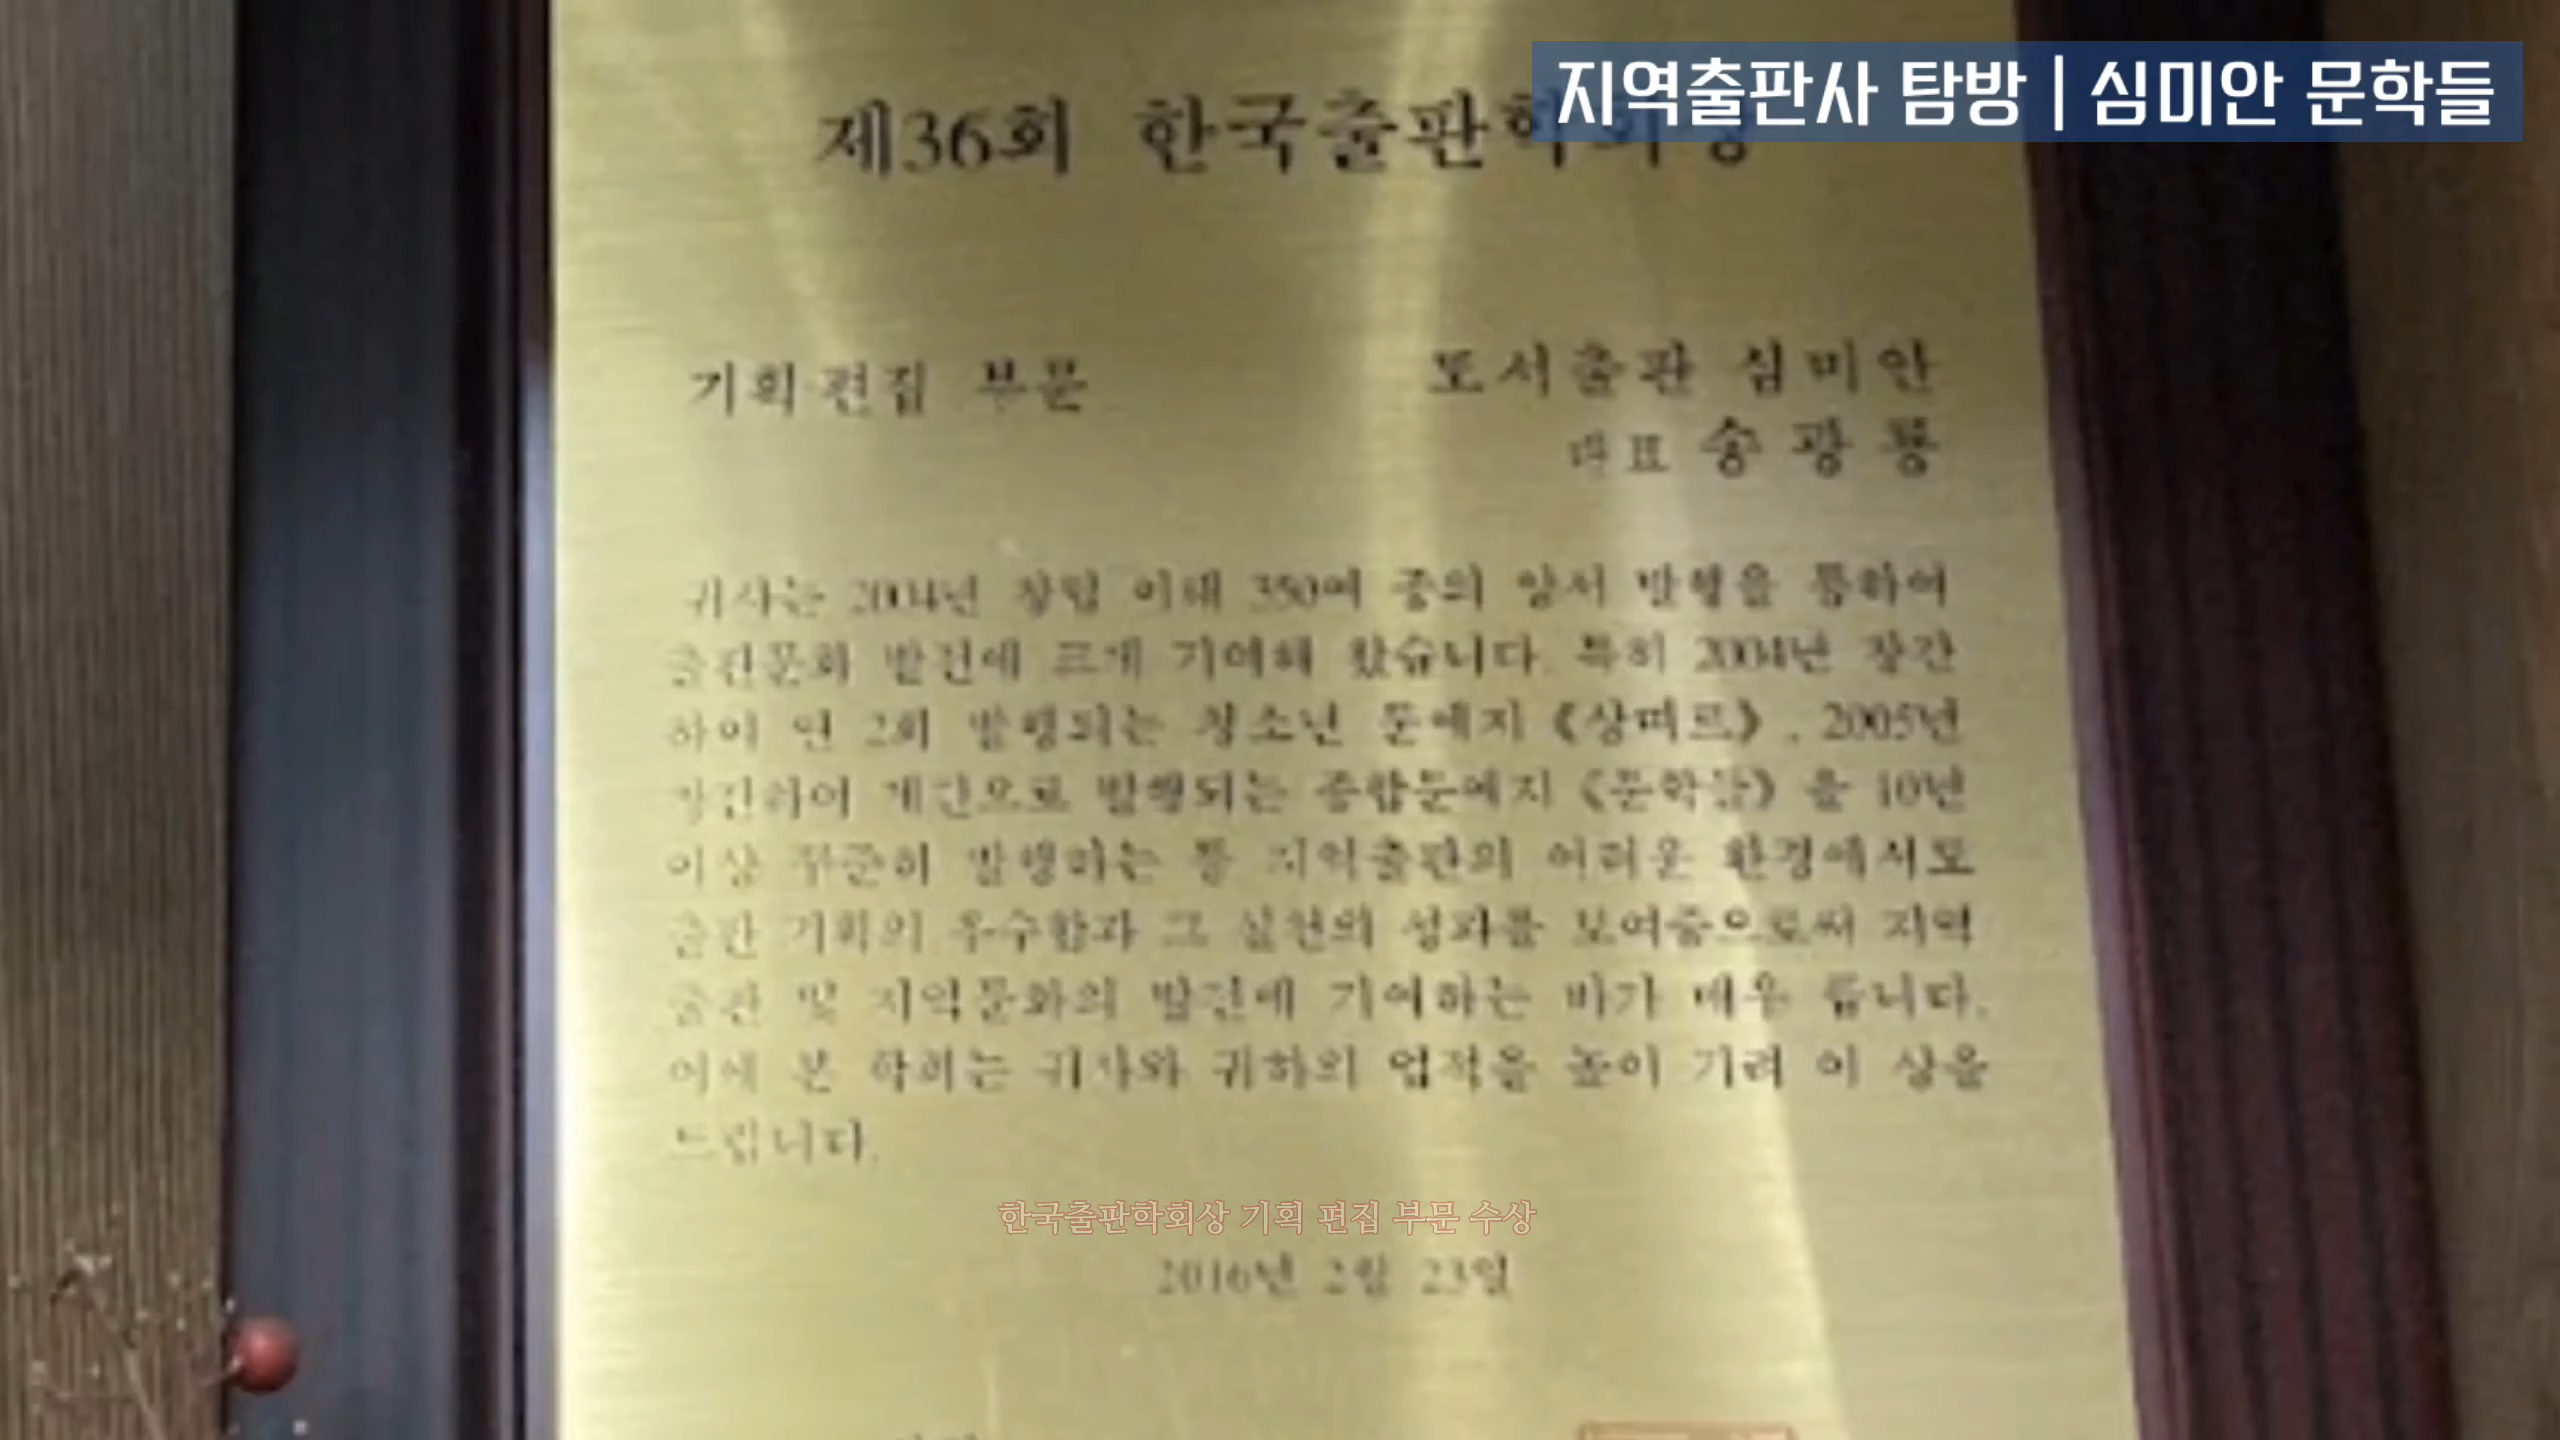 지역출판사 탐방 | 심미안 문학들
제36회 한국출판학회상
기획편집 부문
도서출판 심미안
대표 송광룡
귀사는 2004년 창립 이래 350여 종의 양서 발행을 통하여
출판문화 발전에 크게 기여해 왔습니다. 특히 2004년 창간
하여 연 2회 발행되는 청소년 문예지 《상띠르》, 2005년
창간하여 계간으로 발행되는 종합문예지 《문학들》을 10년
이상 꾸준히 발행하는 등 지역출판의 어려운 환경에서도
출판 기획의 우수함과 그 실천의 성과를 보여줌으로써 지역
출판 및 지역문화의 발전에 기여하는 바가 매우 큽니다.
이에 본 학회는 귀사와 귀하의 업적을 높이 기려 이 상을
드립니다.
한국출판학회상 기획 편집 부문 수상
2016년 2월 23일